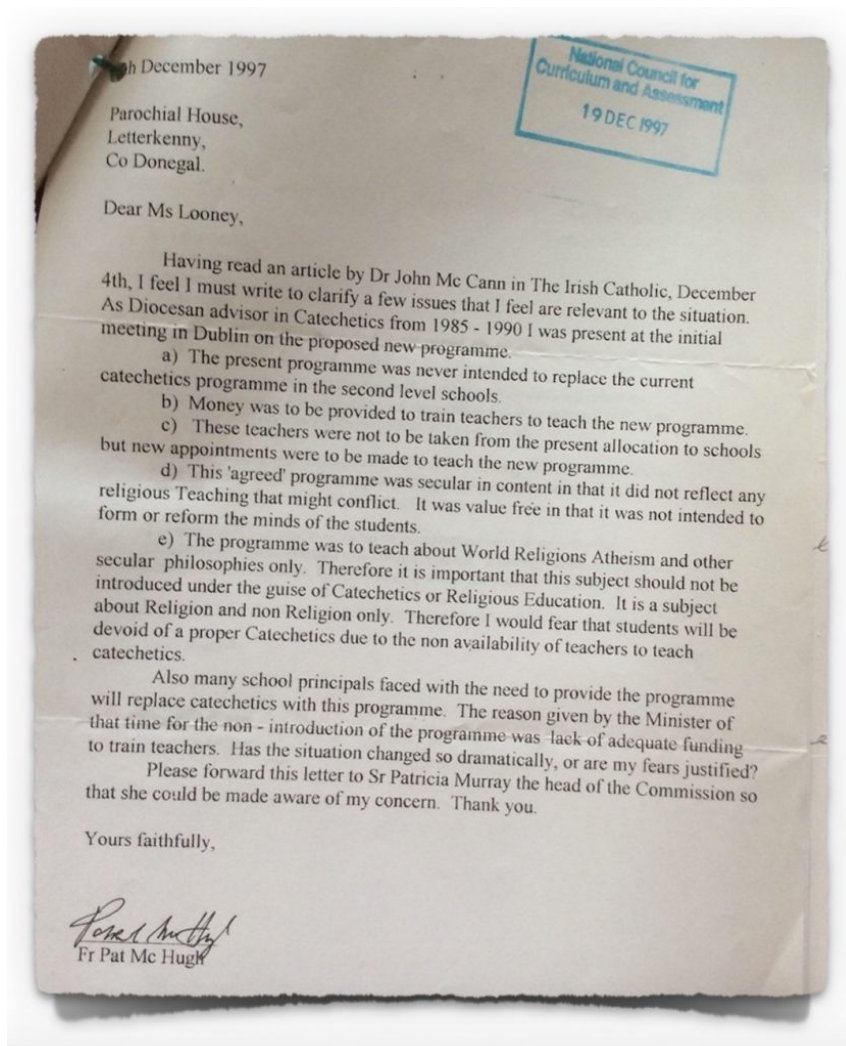 December 1997
National Council for
Curriculum and Assessment
19 DEC 1997
Parochial House,
Letterkenny,
Co Donegal.
Dear Ms Looney,
Having read an article by Dr John Mc Cann in The Irish Catholic, December
4th, I feel I must write to clarify a few issues that I feel are relevant to the situation.
As Diocesan advisor in Catechetics from 1985 - 1990 I was present at the initial
meeting in Dublin on the proposed new programme.
a) The present programme was never intended to replace the current
catechetics programme in the second level schools.
b) Money was to be provided to train teachers to teach the new programme.
c) These teachers were not to be taken from the present allocation to schools
but new appointments were to be made to teach the new programme.
d) This 'agreed' programme was secular in content in that it did not reflect any
religious Teaching that might conflict. It was value free in that it was not intended to
form or reform the minds of the students.
e) The programme was to teach about World Religions Atheism and other
secular philosophies only. Therefore it is important that this subject should not be
introduced under the guise of Catechetics or Religious Education. It is a subject
about Religion and non Religion only. Therefore I would fear that students will be
devoid of a proper Catechetics due to the non availability of teachers to teach
catechetics.
Also many school principals faced with the need to provide the programme
will replace catechetics with this programme. The reason given by the Minister of
that time for the non - introduction of the programme was lack of adequate funding
to train teachers. Has the situation changed so dramatically, or are my fears justified?
Please forward this letter to Sr Patricia Murray the head of the Commission so
that she could be made aware of my concern. Thank you.
Yours faithfully,
Fr Pat Mc Hugh